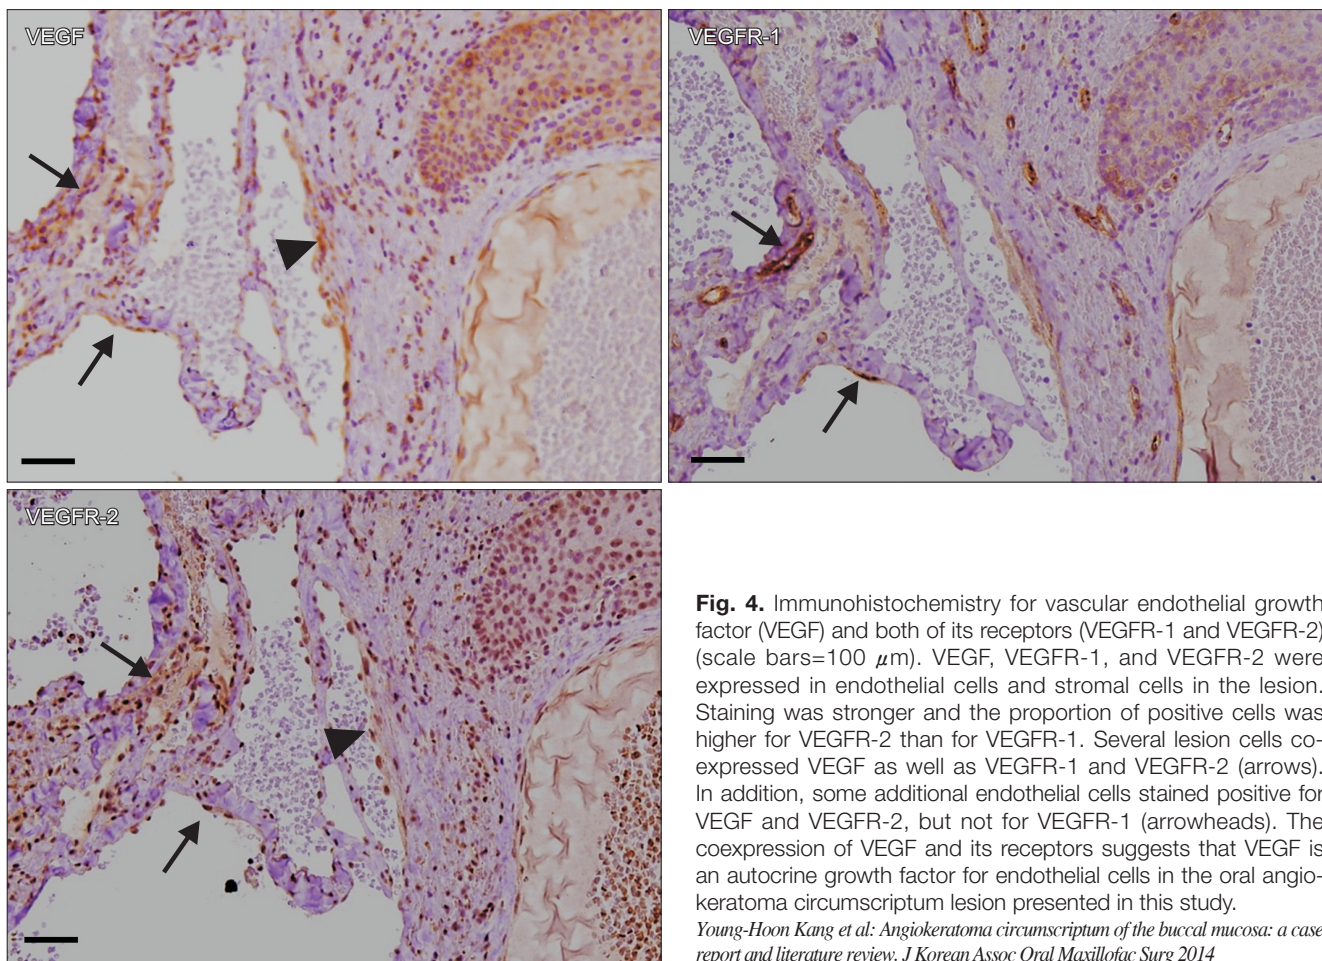 VEGF
VEGFR-1
VEGFR-2
Fig. 4. Immunohistochemistry for vascular endothelial growth
factor (VEGF) and both of its receptors (VEGFR-1 and VEGFR-2)
(scale bars=100 μm). VEGF, VEGFR-1, and VEGFR-2 were
expressed in endothelial cells and stromal cells in the lesion.
Staining was stronger and the proportion of positive cells was
higher for VEGFR-2 than for VEGFR-1. Several lesion cells co-
expressed VEGF as well as VEGFR-1 and VEGFR-2 (arrows).
In addition, some additional endothelial cells stained positive for
VEGF and VEGFR-2, but not for VEGFR-1 (arrowheads). The
coexpression of VEGF and its receptors suggests that VEGF is
an autocrine growth factor for endothelial cells in the oral angio-
keratoma circumscriptum lesion presented in this study.
Young-Hoon Kang et al: Angiokeratoma circumscriptum of the buccal mucosa: a case
report and literature review. J Korean Assoc Oral Maxillofac Surg 2014